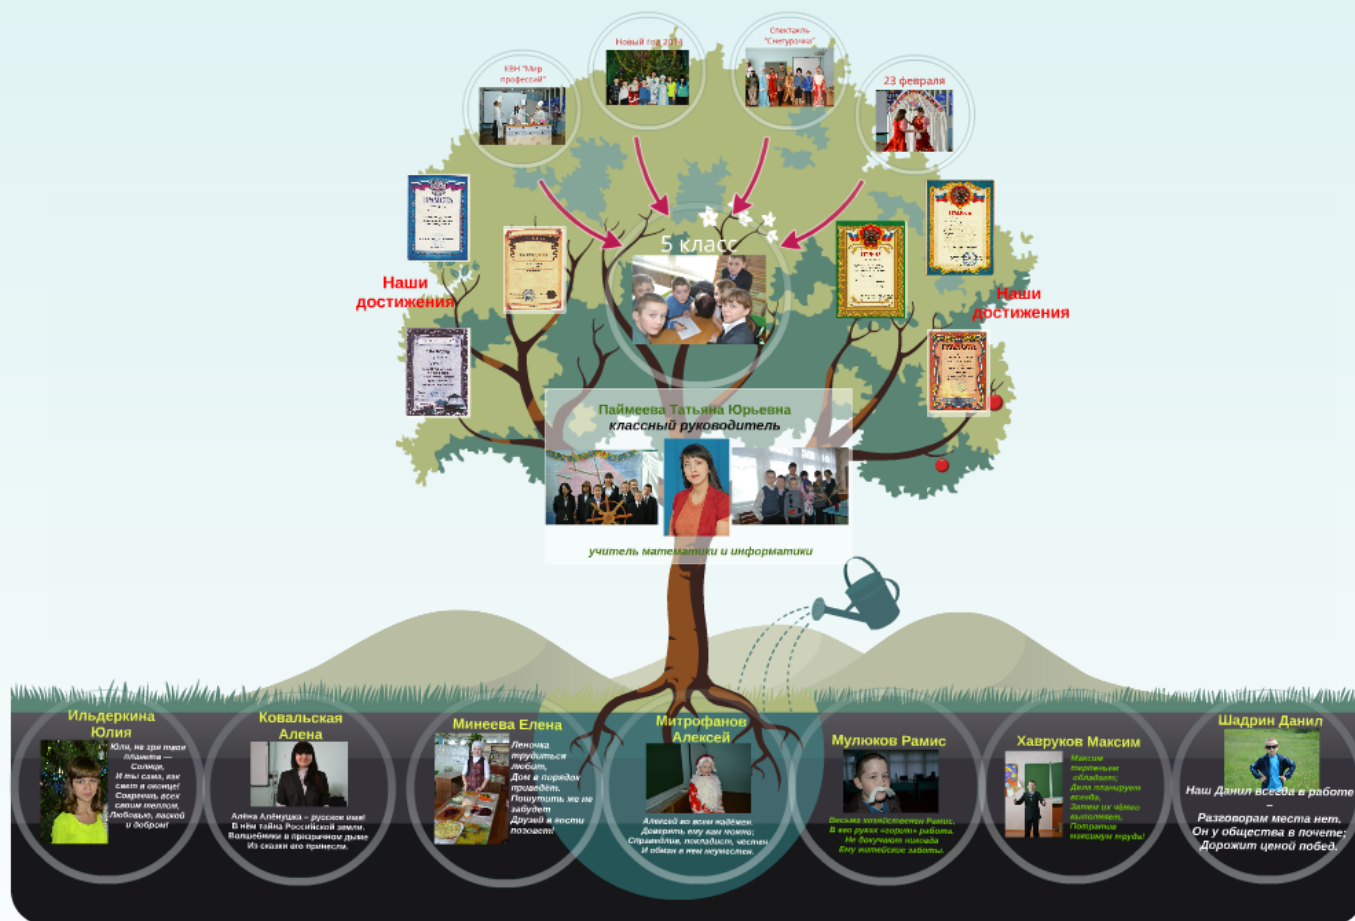 КВН "Мир
профессий"
Новый год 2014
Спектакль
"Снегурочка"
23 февраля
5 класс
Наши
достижения
Наши
достижения
Паймеева Татьяна Юрьевна
классный руководитель
учитель математики и информатики
Ильдеркина
Юлия
Юля, не зря твоя
планета —
Солнце,
И ты сама, как
свет в оконце!
Согреть всех
своим теплом,
Любовью, лаской
и добром!
Ковальская
Алена
Алёна Алёнушка – русское имя!
В нём тайна Российской земли.
Волшебники в призрачном дыме
Из сказки его принесли.
Минеева Елена
Леночка
трудиться
любит,
Дом в порядок
приведёт.
Пошутить же не
забудет
Друзей в гости
позовет!
Митрофанов
Алексей
Алексей во всем надёжен.
Доверять ему вам можно;
Справедлив, покладист, честен,
И обман в нем неуместен.
Мулюков Рамис
Весьма хозяйственен Рамис,
В его руках «горит» работа.
Не докучают никогда
Ему житейские заботы.
Хавруков Максим
Максим
терпеньем
обладает;
Дела планирует
всегда,
Затем их чётко
выполняет,
Потратив
максимум труда!
Шадрин Данил
Наш Данил всегда в работе
–
Разговорам места нет.
Он у общества в почете;
Дорожит ценой побед.